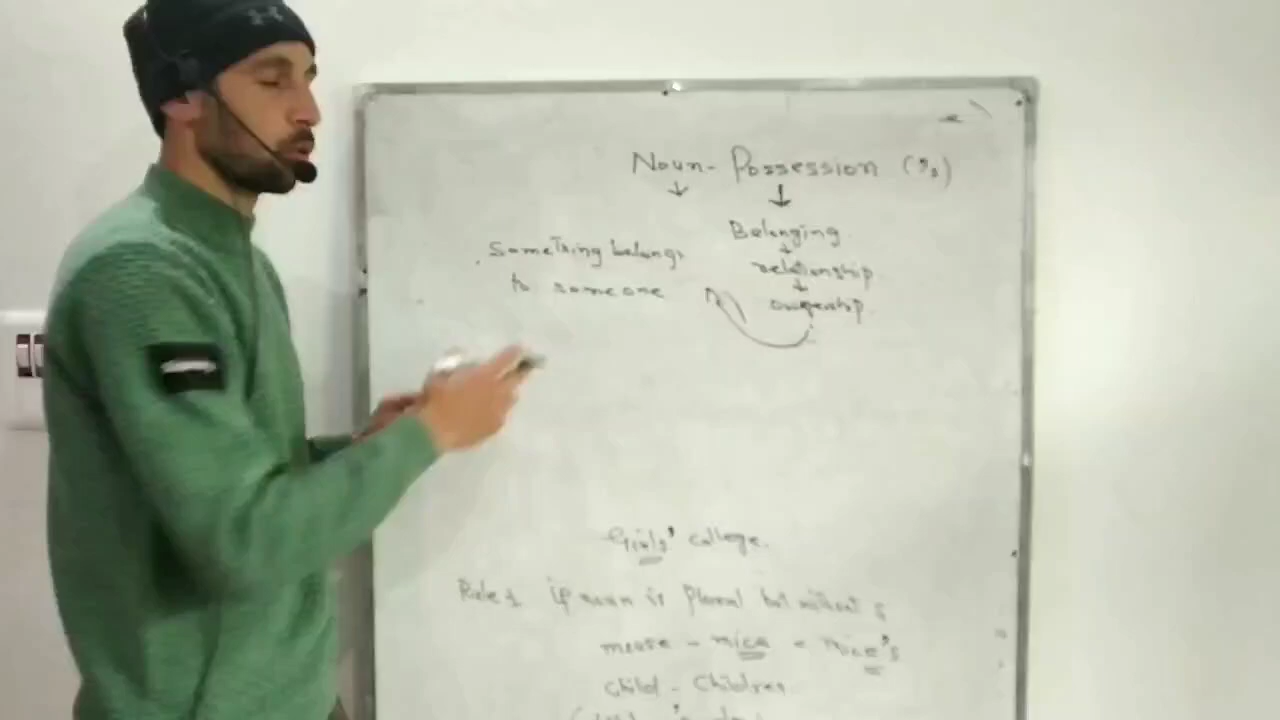 Noun - Possession ('s)
Belonging
Something belongs
relationship
to someone
ownership
Girls' college.
Rule 1 if noun is plural but without s
mouse - mice = mice's
child - Children